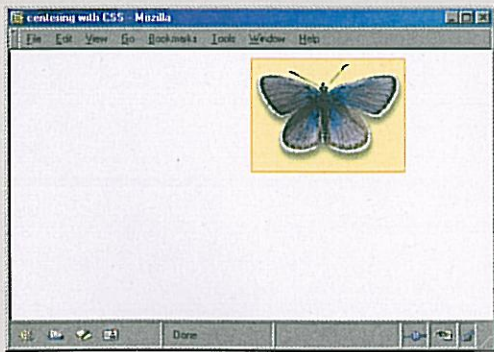 centering with CSS - Mozilla
File Edit View Go Bookmarks Tools Window Help
Done